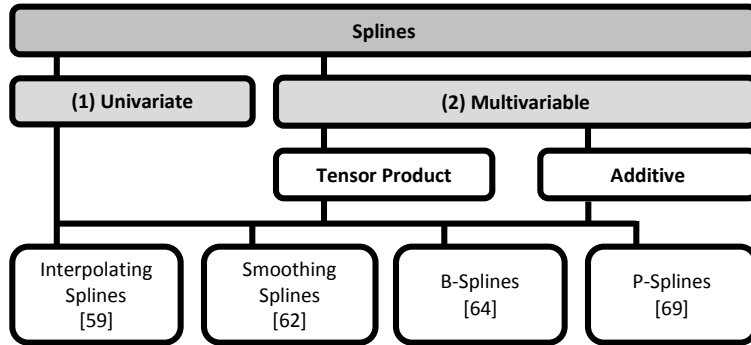 Splines
(1) Univariate
(2) Multivariable
Tensor Product
Additive
Interpolating
Splines
[59]
Smoothing
Splines
[62]
B-Splines
[64]
P-Splines
[69]